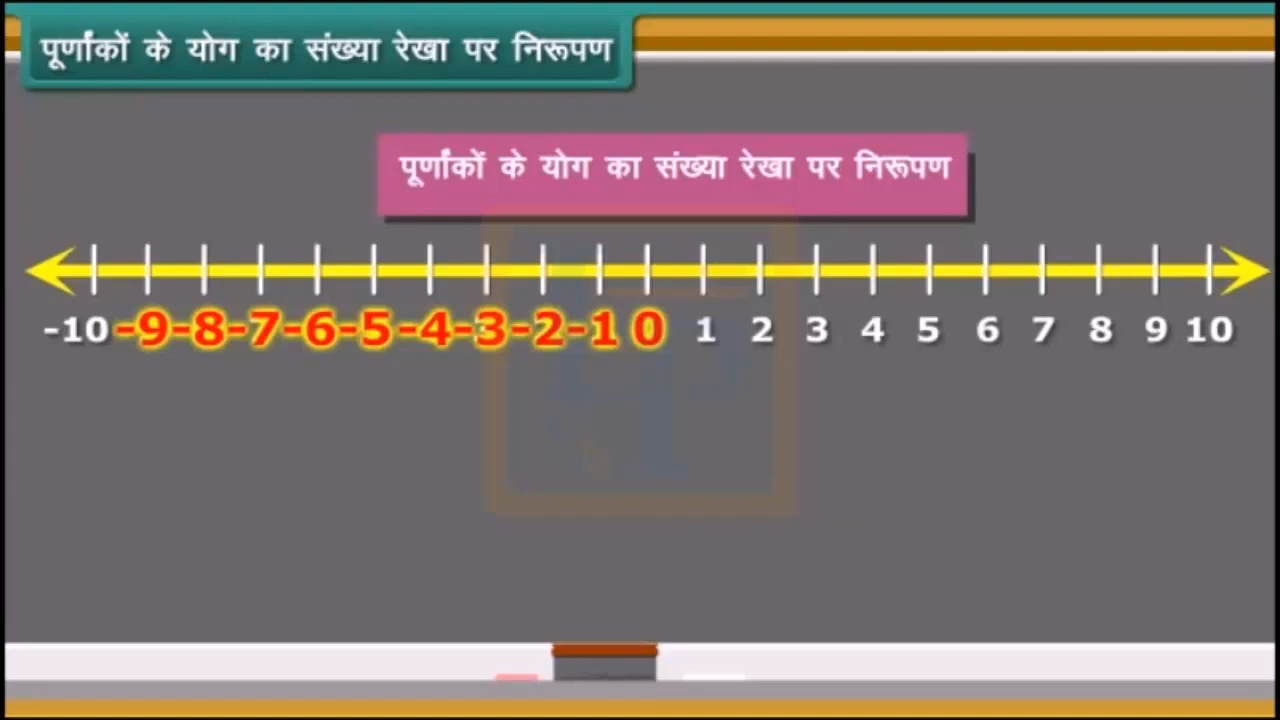 पूर्णांकों के योग का संख्या रेखा पर निरूपण
पूर्णांकों के योग का संख्या रेखा पर निरूपण
-10 -9 -8 -7 -6 -5 -4 -3 -2 -1 0 1 2 3 4 5 6 7 8 9 10